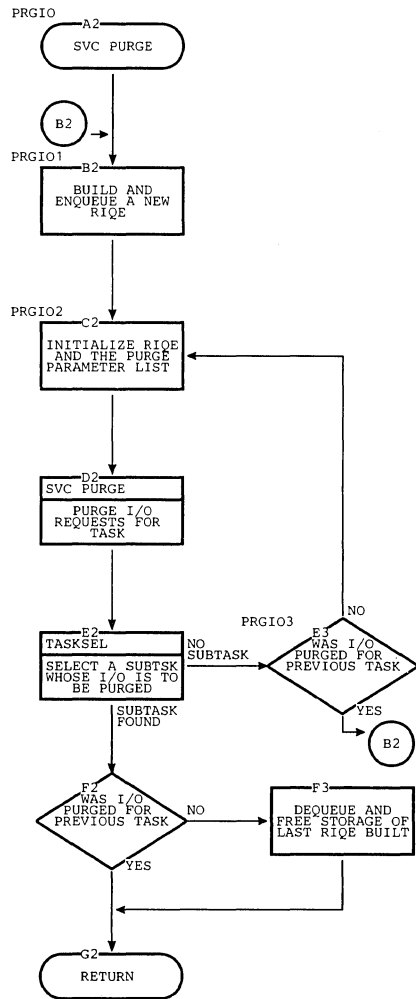 PRGIO
A2
SVC PURGE
B2
PRGIO1
B2
BUILD AND
ENQUEUE A NEW
RIQE
PRGIO2
C2
INITIALIZE RIQE
AND THE PURGE
PARAMETER LIST
D2
SVC PURGE
PURGE I/O
REQUESTS FOR
TASK
E2
TASKSEL
SELECT A SUBTSK
WHOSE I/O IS TO
BE PURGED
NO
SUBTASK
PRGIO3
NO
E3
WAS I/O
PURGED FOR
PREVIOUS TASK
YES
B2
SUBTASK
FOUND
F2
WAS I/O
PURGED FOR
PREVIOUS TASK
NO
YES
F3
DEQUEUE AND
FREE STORAGE OF
LAST RIQE BUILT
G2
RETURN